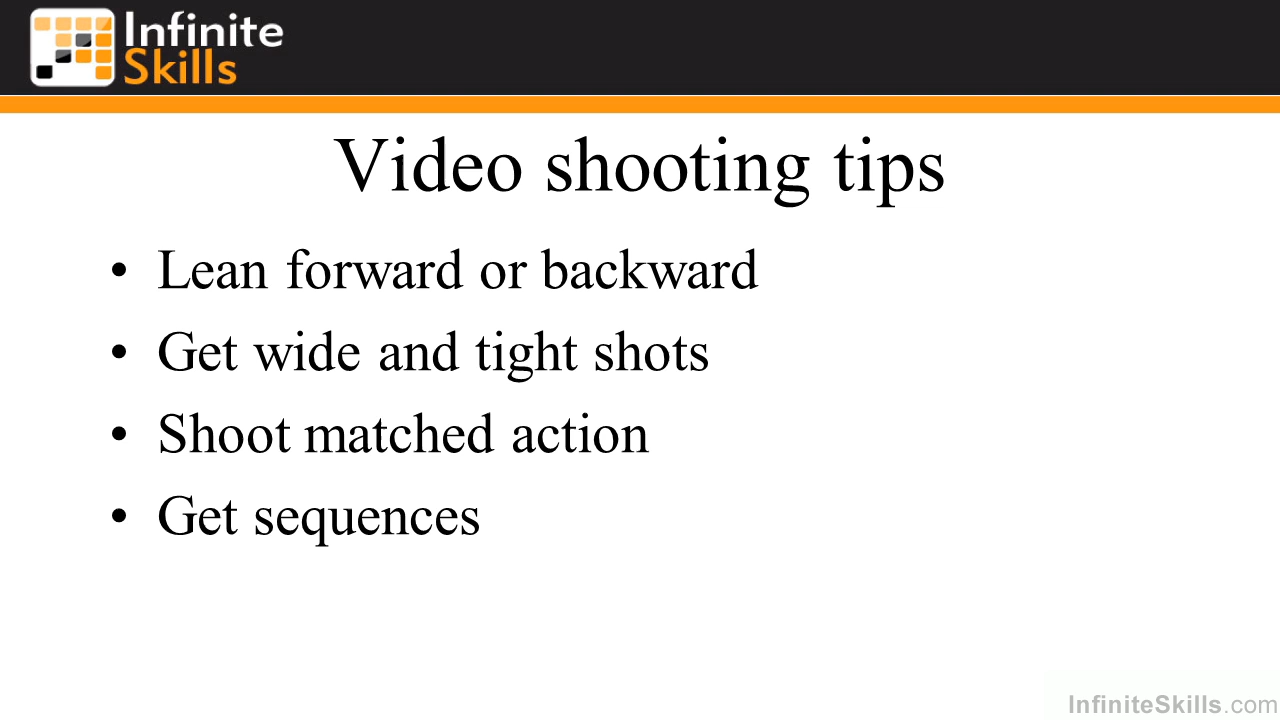 Infinite
Skills
Video shooting tips
• Lean forward or backward
• Get wide and tight shots
• Shoot matched action
• Get sequences
InfiniteSkills.com